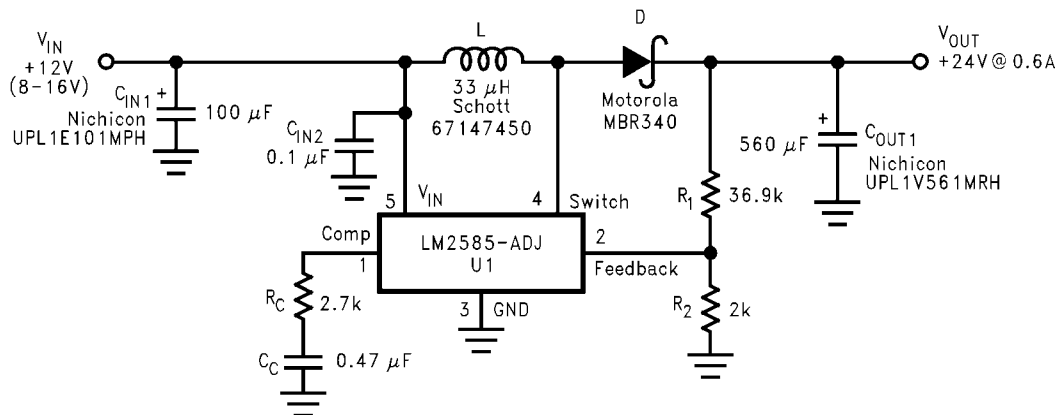 V_IN
+12V
(8-16V)
C_IN1 +
Nichicon
UPL1E101MPH
100 μF
C_IN2
0.1 μF
L
33 μH
Schott
67147450
D
Motorola
MBR340
V_OUT
+24V @ 0.6A
+
560 μF
C_OUT1
Nichicon
UPL1V561MRH
R_1
36.9k
5
V_IN
4
Switch
Comp
1
LM2585-ADJ
U1
2
Feedback
3
GND
R_C
2.7k
R_2
2k
C_C
0.47 μF